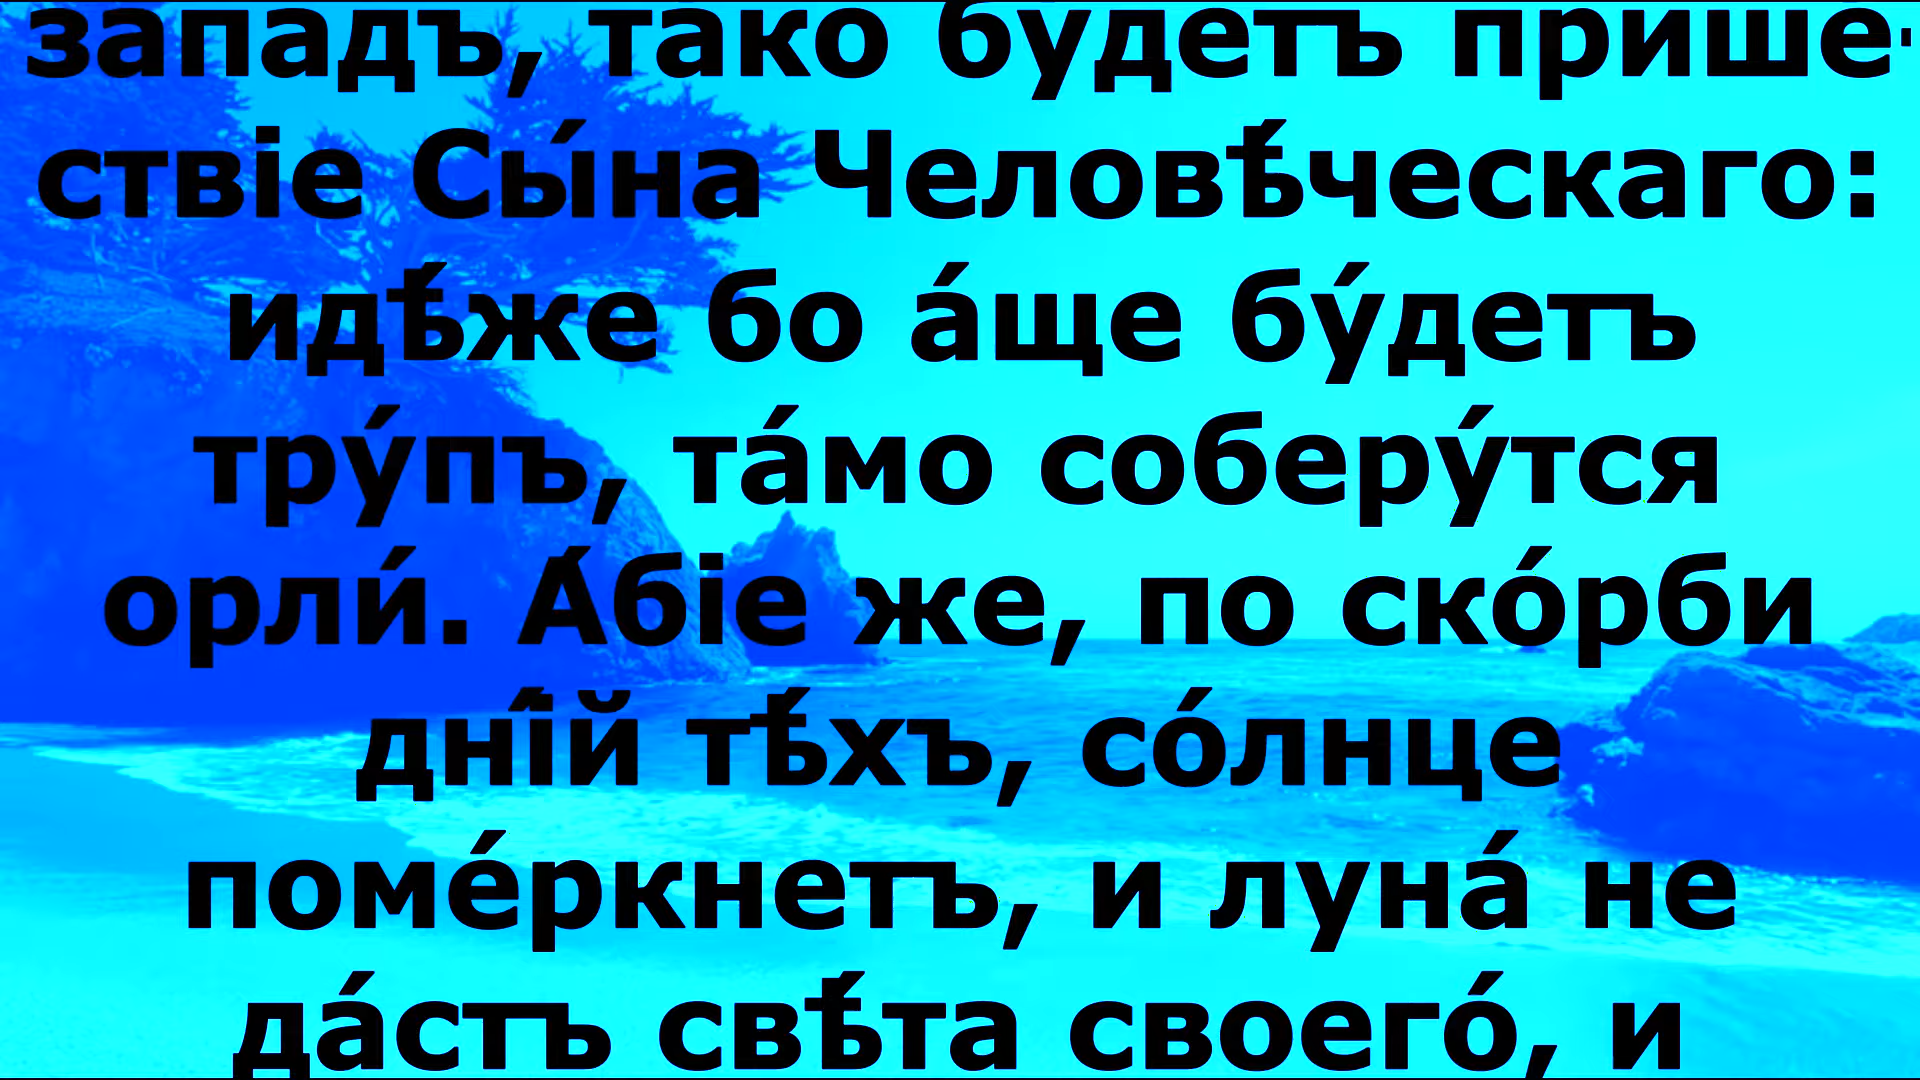 западъ, тако будетъ прише-
ствіе Сы́на Человѣ́ческаго:
идѣ́же бо а́ще бу́детъ
тру́пъ, та́мо соберу́тся
орли́. А́біе же, по ско́рби
дні́й тѣ́хъ, со́лнце
поме́ркнетъ, и луна́ не
да́стъ свѣ́та своего́, и